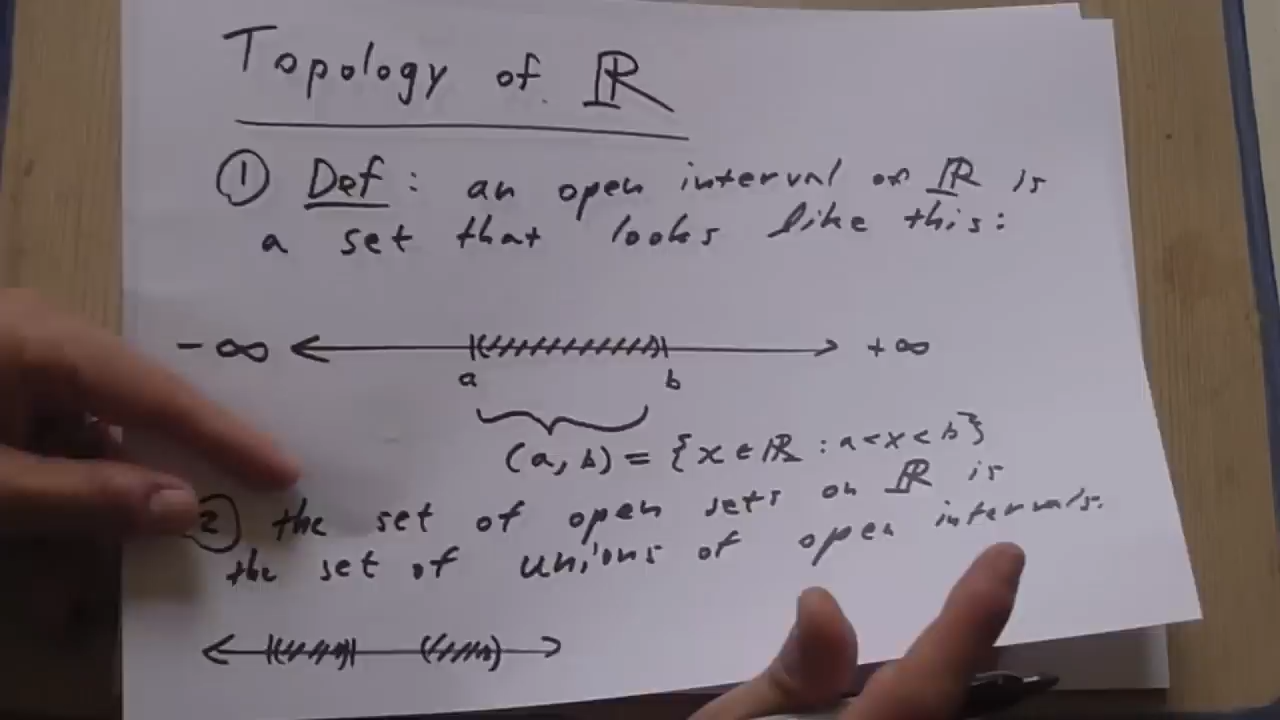 Topology of ℝ
① Def: an open interval on ℝ is
a set that looks like this:
-∞ +∞
a b
(a, b) = {x ∈ ℝ : a < x < b}
② the set of open sets on ℝ is
the set of unions of open intervals.